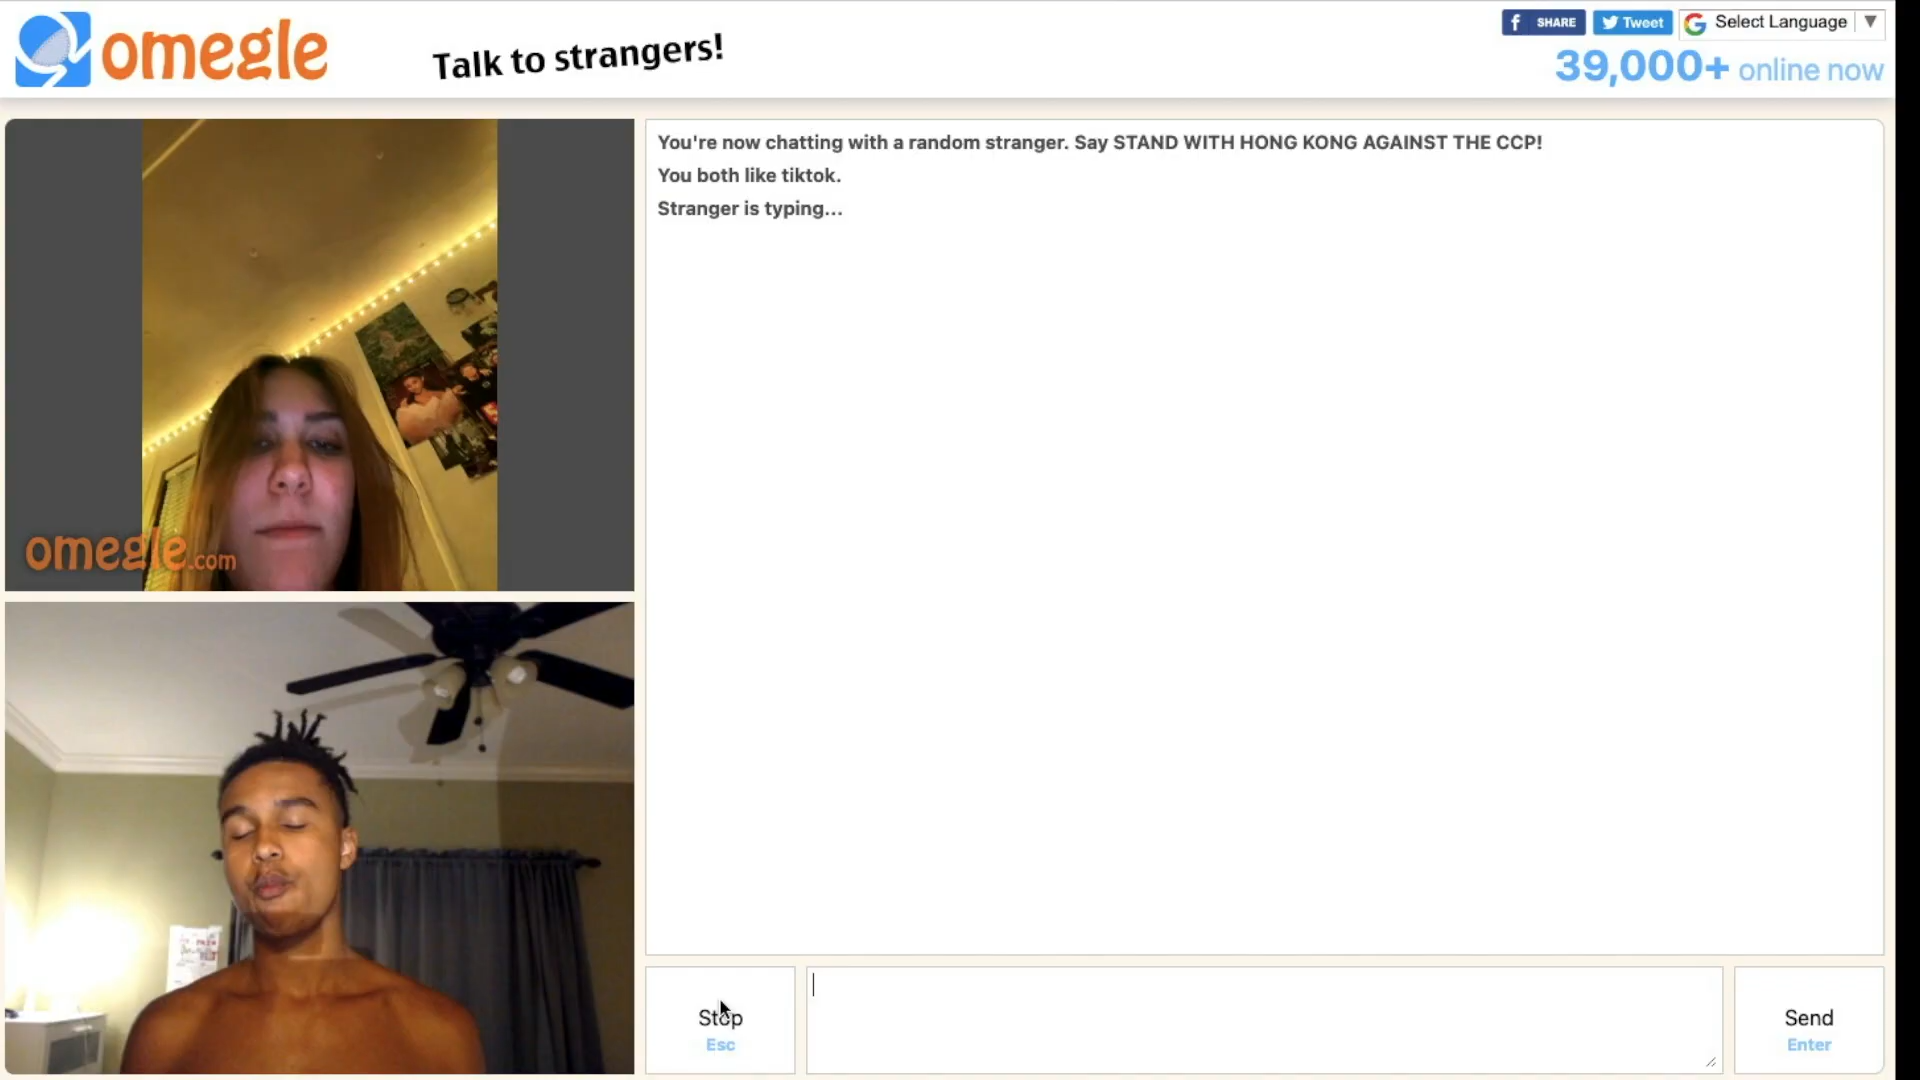 omegle
Talk to strangers!
SHARE
Tweet
Select Language
39,000+ online now
You're now chatting with a random stranger. Say STAND WITH HONG KONG AGAINST THE CCP!
You both like tiktok.
Stranger is typing...
omegle.com
Stop
Esc
Send
Enter